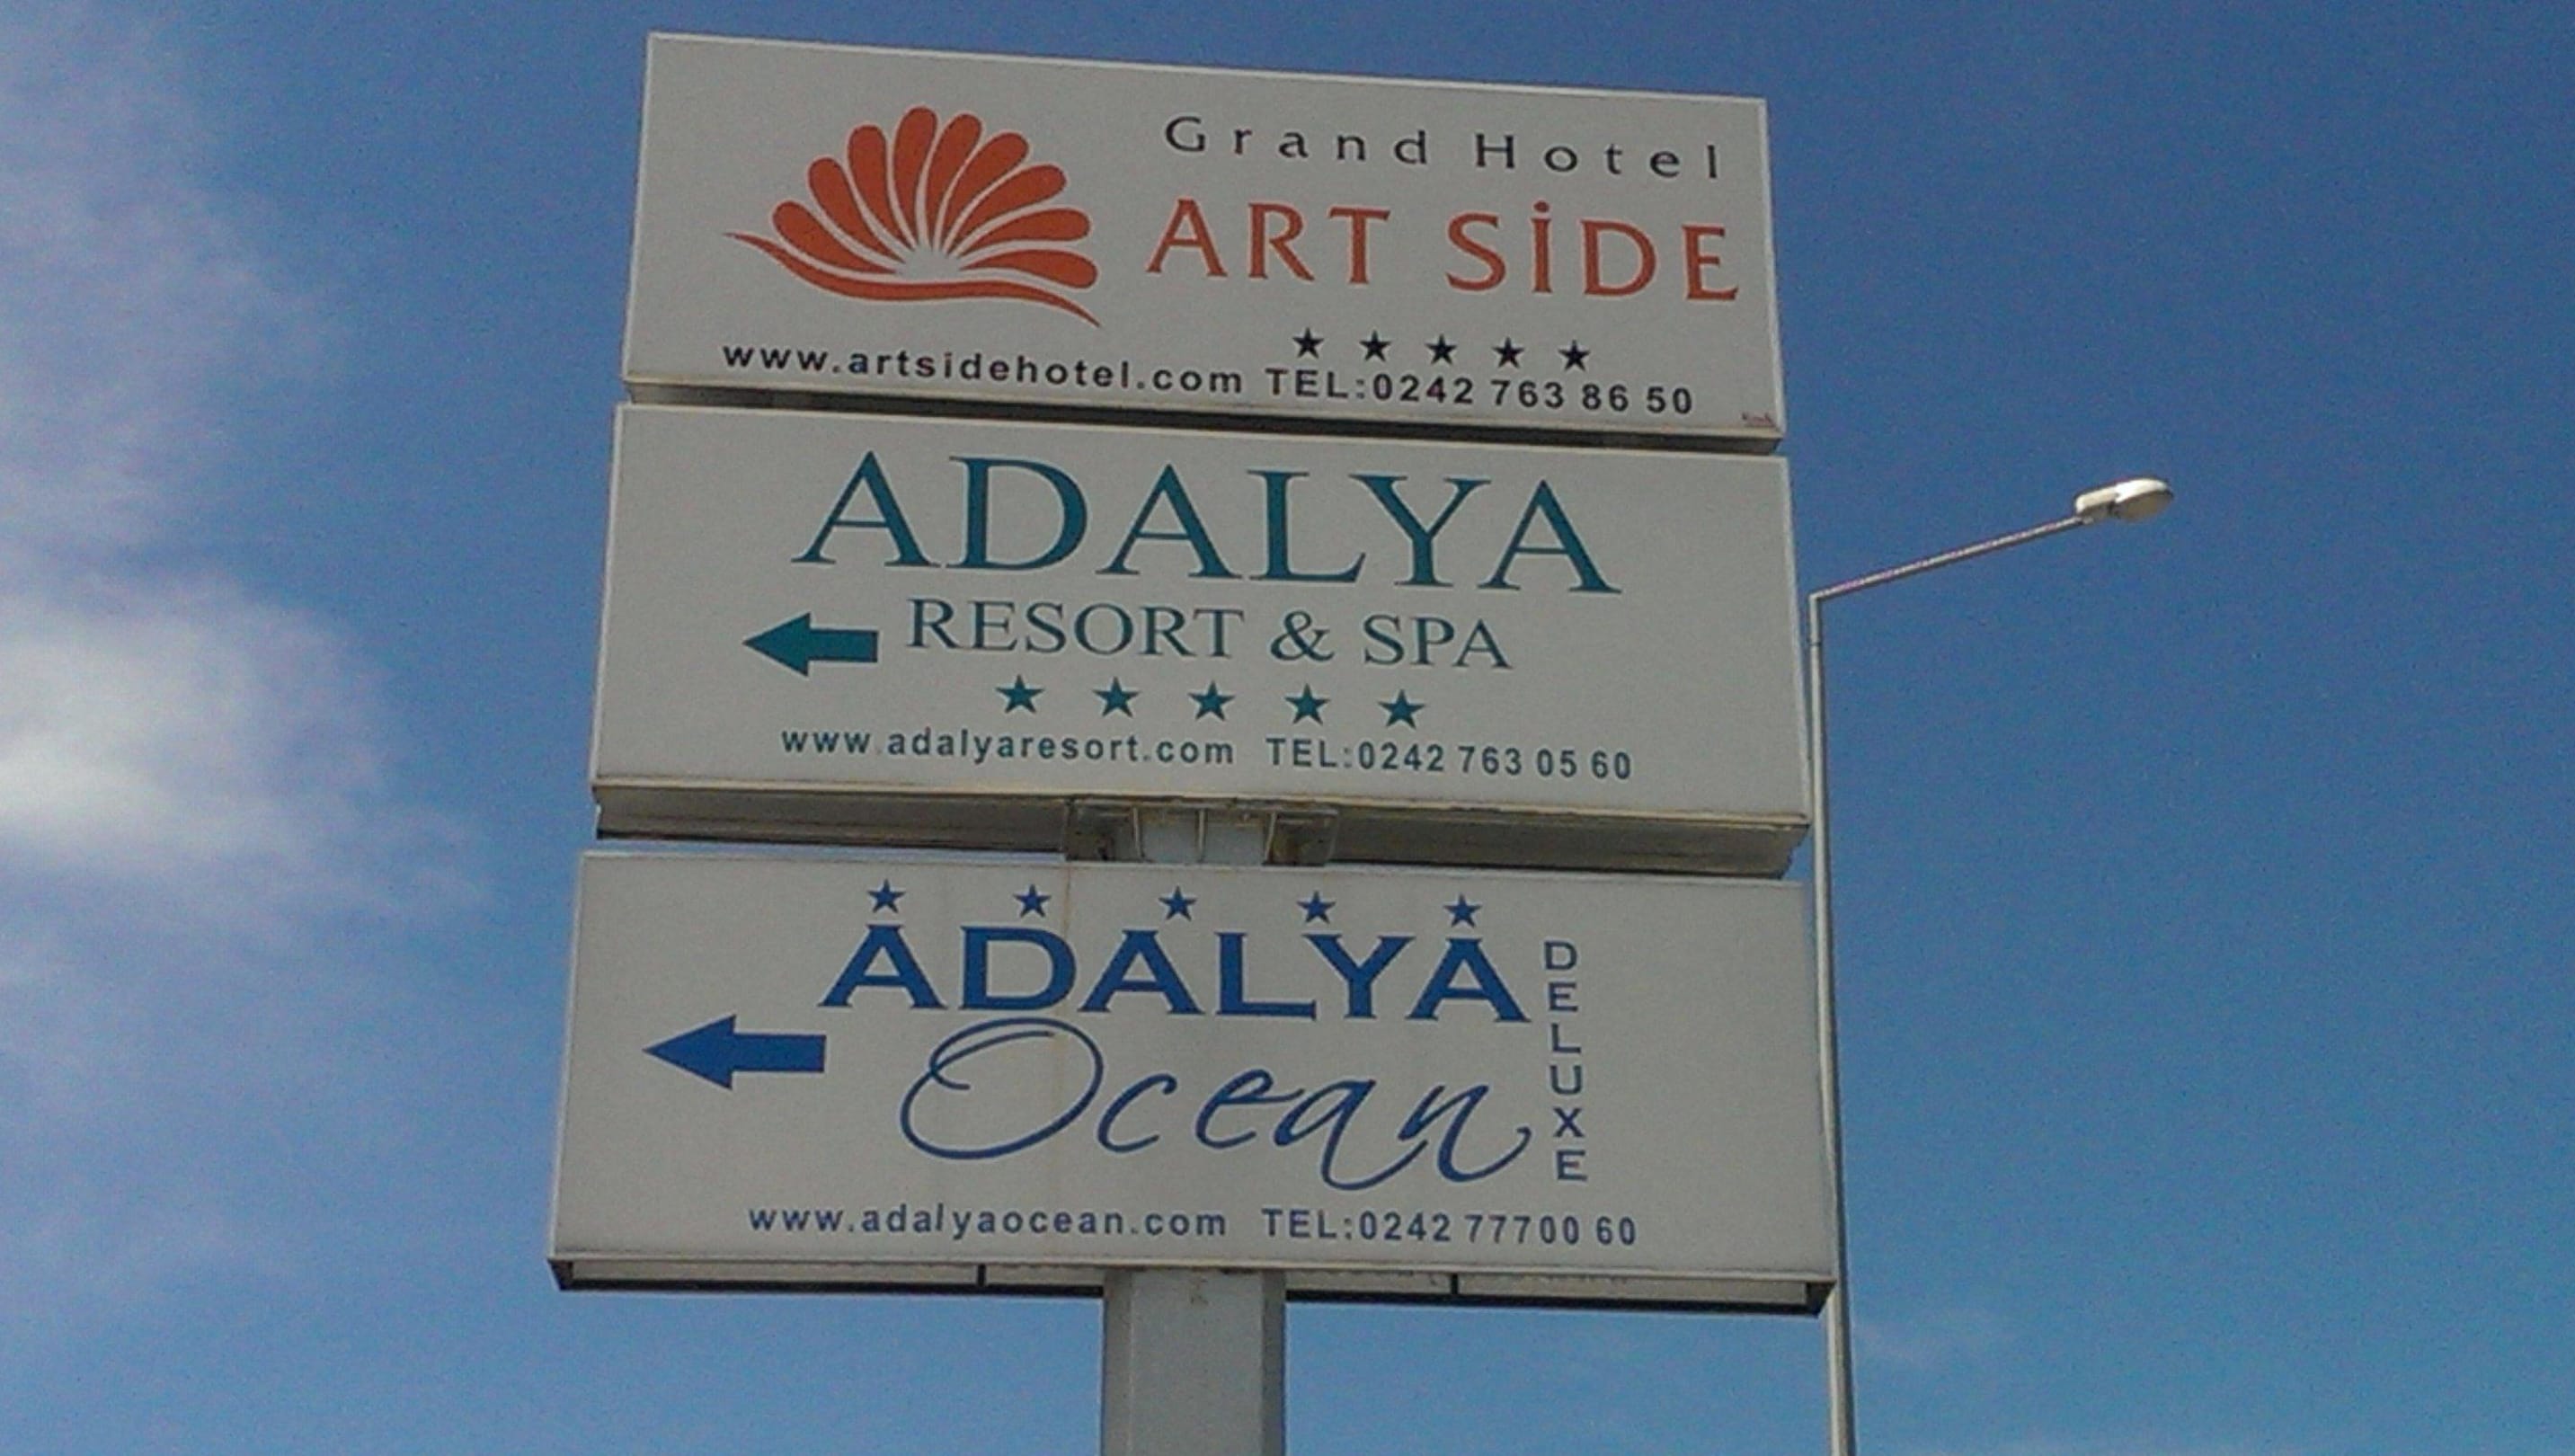 Grand Hotel
ART SİDE
www.artsidehotel.com TEL:0242 763 86 50
ADALYA
RESORT & SPA
www.adalyaresort.com TEL:0242 763 05 60
ADALYA
Ocean
DELUXE
www.adalyaocean.com TEL:0242 77700 60